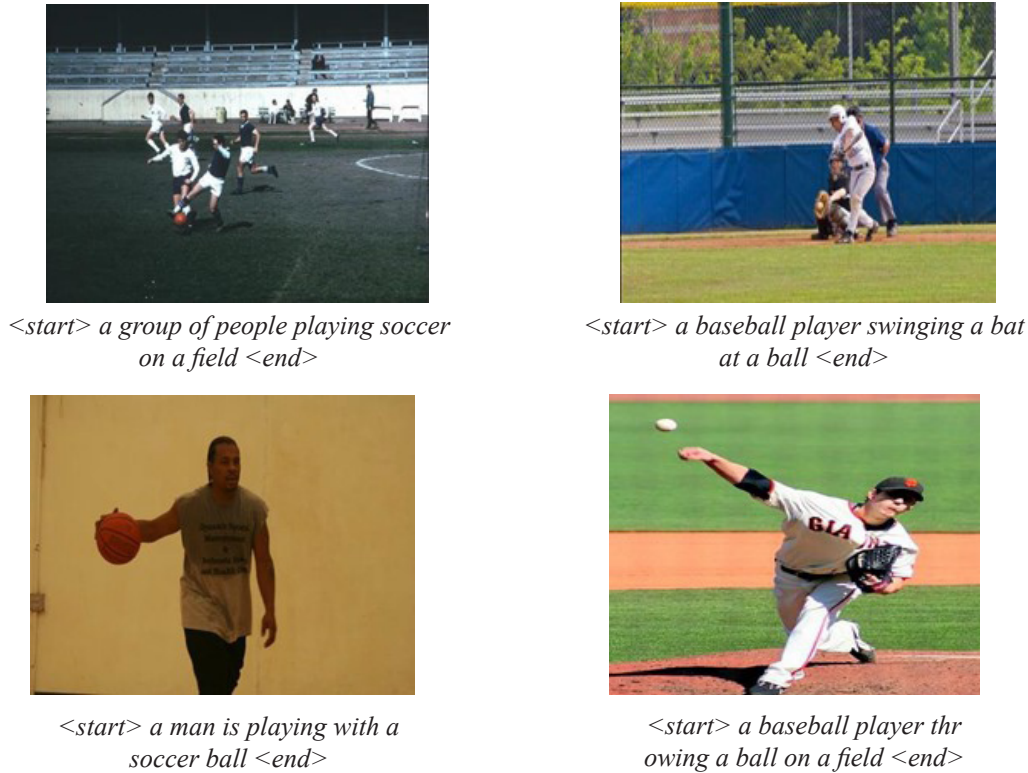 <start> a group of people playing soccer
on a field <end>
<start> a baseball player swinging a bat
at a ball <end>
<start> a man is playing with a
soccer ball <end>
GIA
<start> a baseball player thr
owing a ball on a field <end>